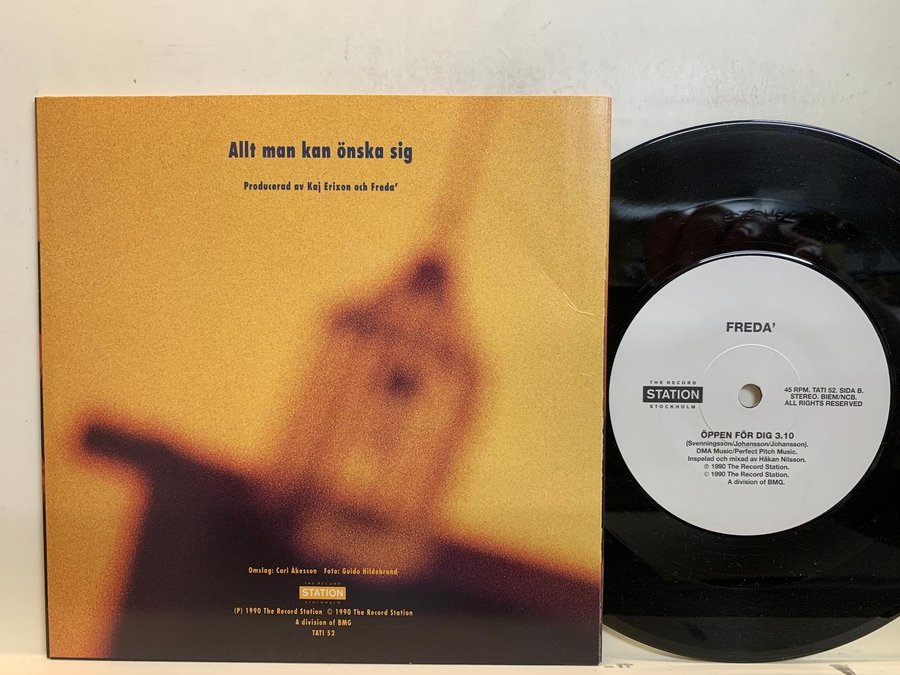 Allt man kan önska sig
Producerad av Kaj Erixon och Freda'
Omslag: Carl Åkesson Foto: Guido Hildebrand
THE RECORD
STATION
STOCKHOLM
(P) 1990 The Record Station © 1990 The Record Station
A division of BMG
TATI 52
FREDA'
THE RECORD
STATION
STOCKHOLM
45 RPM. TATI 52. SIDA B.
STEREO. BIEM/NCB.
ALL RIGHTS RESERVED
ÖPPEN FÖR DIG 3.10
(Svenningsson/Johansson/Johansson).
DMA Music/Perfect Pitch Music.
Inspelad och mixad av Håkan Nilsson.
℗ 1990 The Record Station.
© 1990 The Record Station.
A division of BMG.